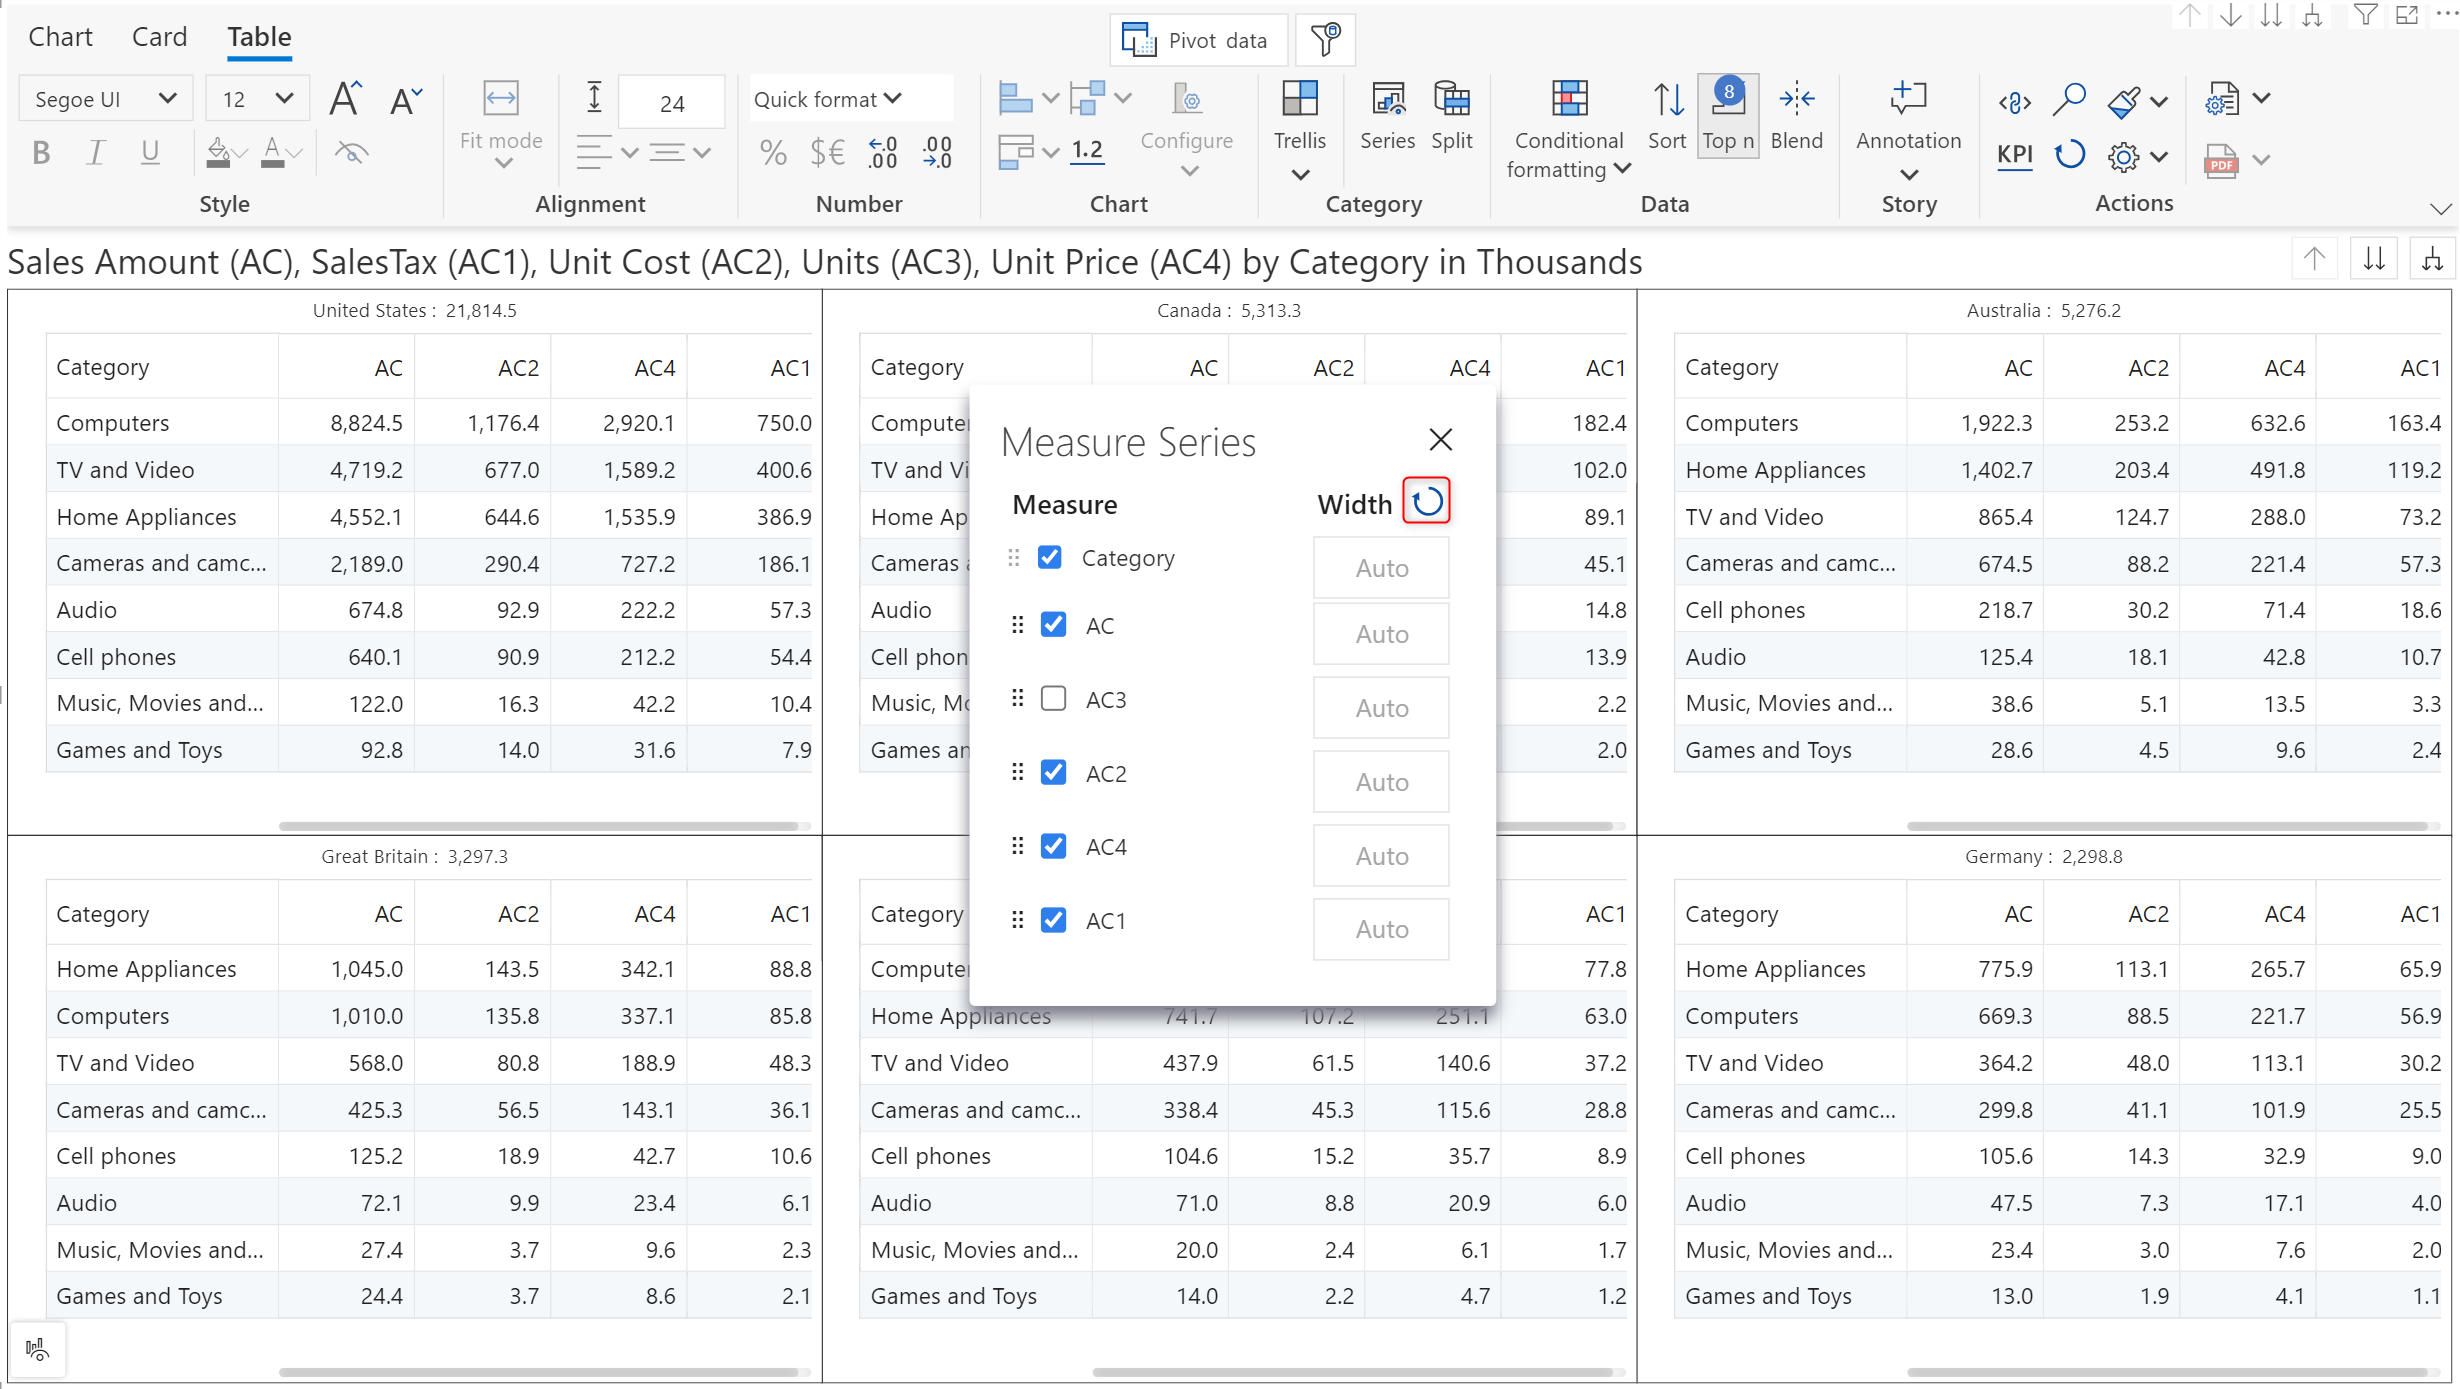 Chart Card Table
Pivot data
Segoe UI 12 24 Quick format
B I U % $€ ←.0 .00 .00 →.0 1.2 8 KPI PDF
Fit mode Configure Trellis Series Split Conditional formatting Sort Top n Blend Annotation
Style Alignment Number Chart Category Data Story Actions
Sales Amount (AC), SalesTax (AC1), Unit Cost (AC2), Units (AC3), Unit Price (AC4) by Category in Thousands
United States : 21,814.5
Category AC AC2 AC4 AC1
Computers 8,824.5 1,176.4 2,920.1 750.0
TV and Video 4,719.2 677.0 1,589.2 400.6
Home Appliances 4,552.1 644.6 1,535.9 386.9
Cameras and camc... 2,189.0 290.4 727.2 186.1
Audio 674.8 92.9 222.2 57.3
Cell phones 640.1 90.9 212.2 54.4
Music, Movies and... 122.0 16.3 42.2 10.4
Games and Toys 92.8 14.0 31.6 7.9
Canada : 5,313.3
Category AC AC2 AC4 AC1
182.4
TV and 102.0
Home 89.1
Cameras 45.1
Audio 14.8
Cell 13.9
Music, 2.2
Games 2.0
Australia : 5,276.2
Category AC AC2 AC4 AC1
Computers 1,922.3 253.2 632.6 163.4
Home Appliances 1,402.7 203.4 491.8 119.2
TV and Video 865.4 124.7 288.0 73.2
Cameras and camc... 674.5 88.2 221.4 57.3
Cell phones 218.7 30.2 71.4 18.6
Audio 125.4 18.1 42.8 10.7
Music, Movies and... 38.6 5.1 13.5 3.3
Games and Toys 28.6 4.5 9.6 2.4
Measure Series
Measure Width
Category Auto
AC Auto
AC3 Auto
AC2 Auto
AC4 Auto
AC1 Auto
Great Britain : 3,297.3
Category AC AC2 AC4 AC1
Home Appliances 1,045.0 143.5 342.1 88.8
Computers 1,010.0 135.8 337.1 85.8
TV and Video 568.0 80.8 188.9 48.3
Cameras and camc... 425.3 56.5 143.1 36.1
Cell phones 125.2 18.9 42.7 10.6
Audio 72.1 9.9 23.4 6.1
Music, Movies and... 27.4 3.7 9.6 2.3
Games and Toys 24.4 3.7 8.6 2.1
Category AC1
77.8
Home Appliances 741.7 107.2 251.1 63.0
TV and Video 437.9 61.5 140.6 37.2
Cameras and camc... 338.4 45.3 115.6 28.8
Cell phones 104.6 15.2 35.7 8.9
Audio 71.0 8.8 20.9 6.0
Music, Movies and... 20.0 2.4 6.1 1.7
Games and Toys 14.0 2.2 4.7 1.2
Germany : 2,298.8
Category AC AC2 AC4 AC1
Home Appliances 775.9 113.1 265.7 65.9
Computers 669.3 88.5 221.7 56.9
TV and Video 364.2 48.0 113.1 30.2
Cameras and camc... 299.8 41.1 101.9 25.5
Cell phones 105.6 14.3 32.9 9.0
Audio 47.5 7.3 17.1 4.0
Music, Movies and... 23.4 3.0 7.6 2.0
Games and Toys 13.0 1.9 4.1 1.1